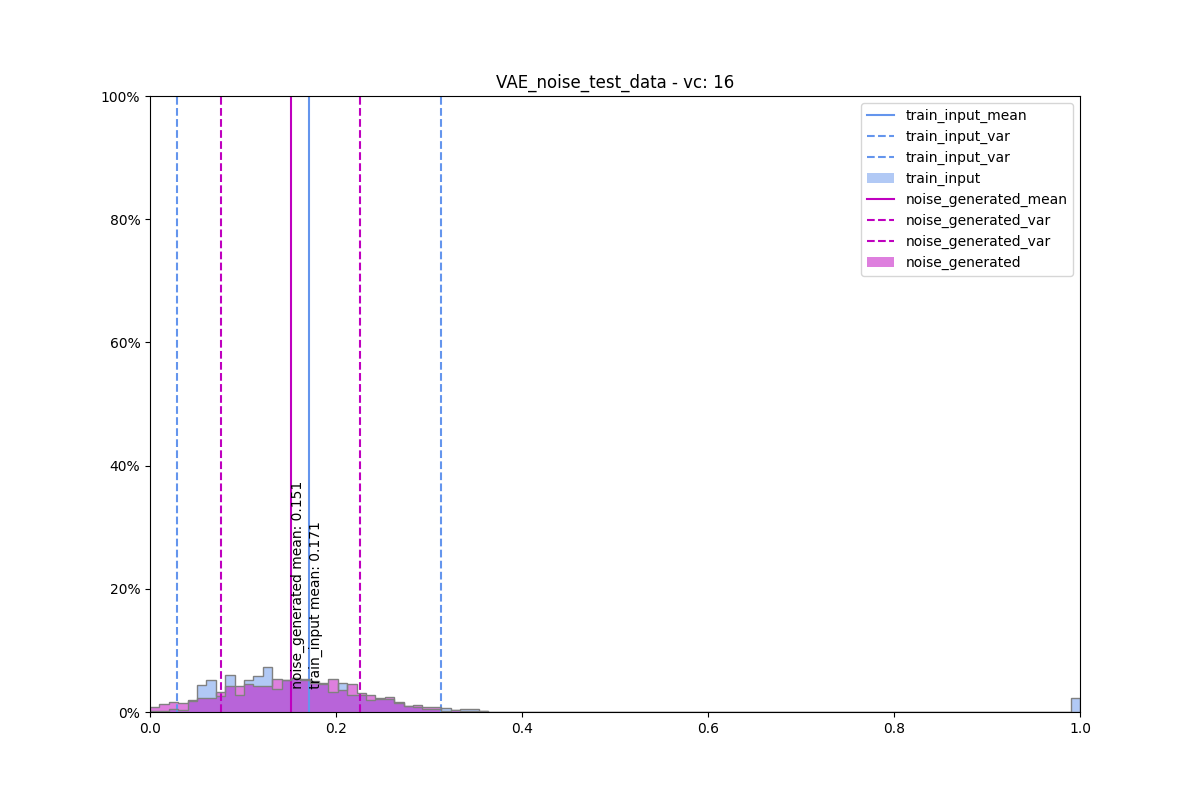 VAE_noise_test_data - vc: 16
100%
80%
60%
40%
20%
0%
0.0
0.2
0.4
0.6
0.8
1.0
train_input_mean
train_input_var
train_input_var
train_input
noise_generated_mean
noise_generated_var
noise_generated_var
noise_generated
noise_generated mean: 0.151
train_input mean: 0.171